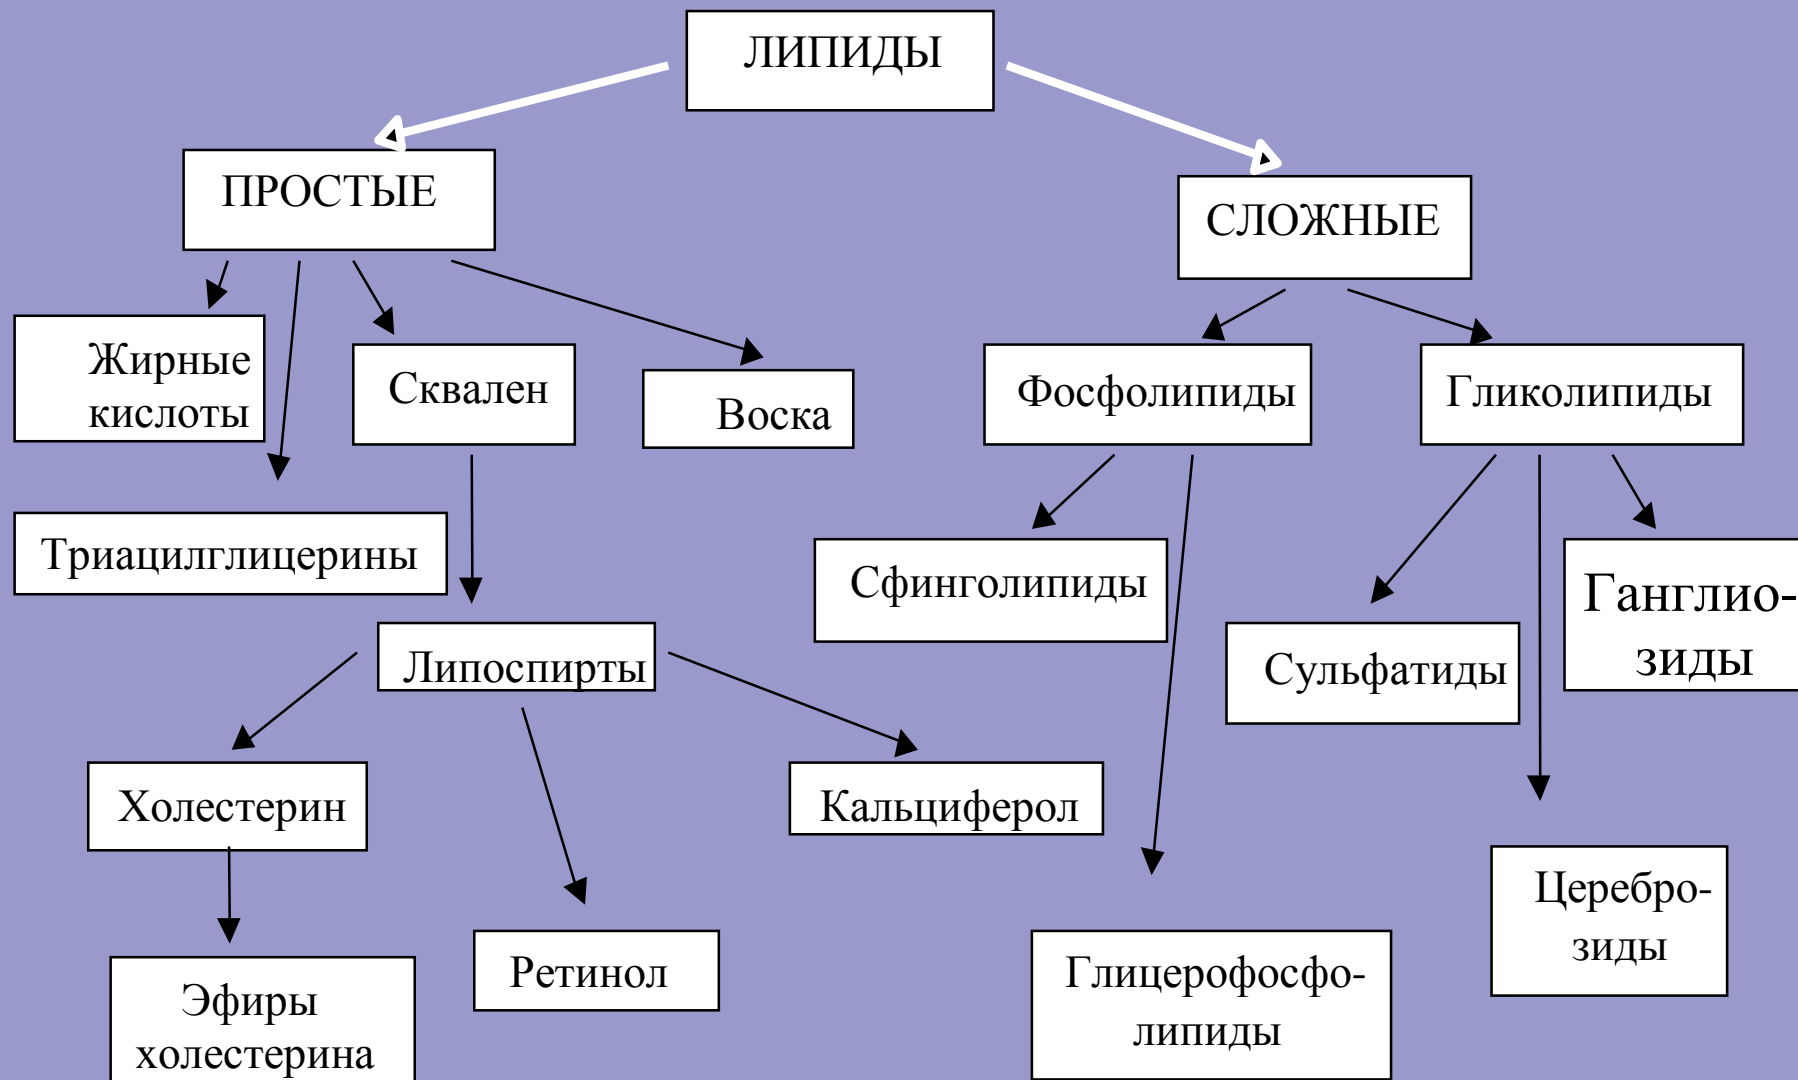 ЛИПИДЫ
ПРОСТЫЕ
СЛОЖНЫЕ
Жирные
кислоты
Сквален
Воска
Фосфолипиды
Гликолипиды
Триацилглицерины
Сфинголипиды
Ганглио-
зиды
Липоспирты
Сульфатиды
Холестерин
Кальциферол
Церебро-
зиды
Эфиры
холестерина
Ретинол
Глицерофосфо-
липиды